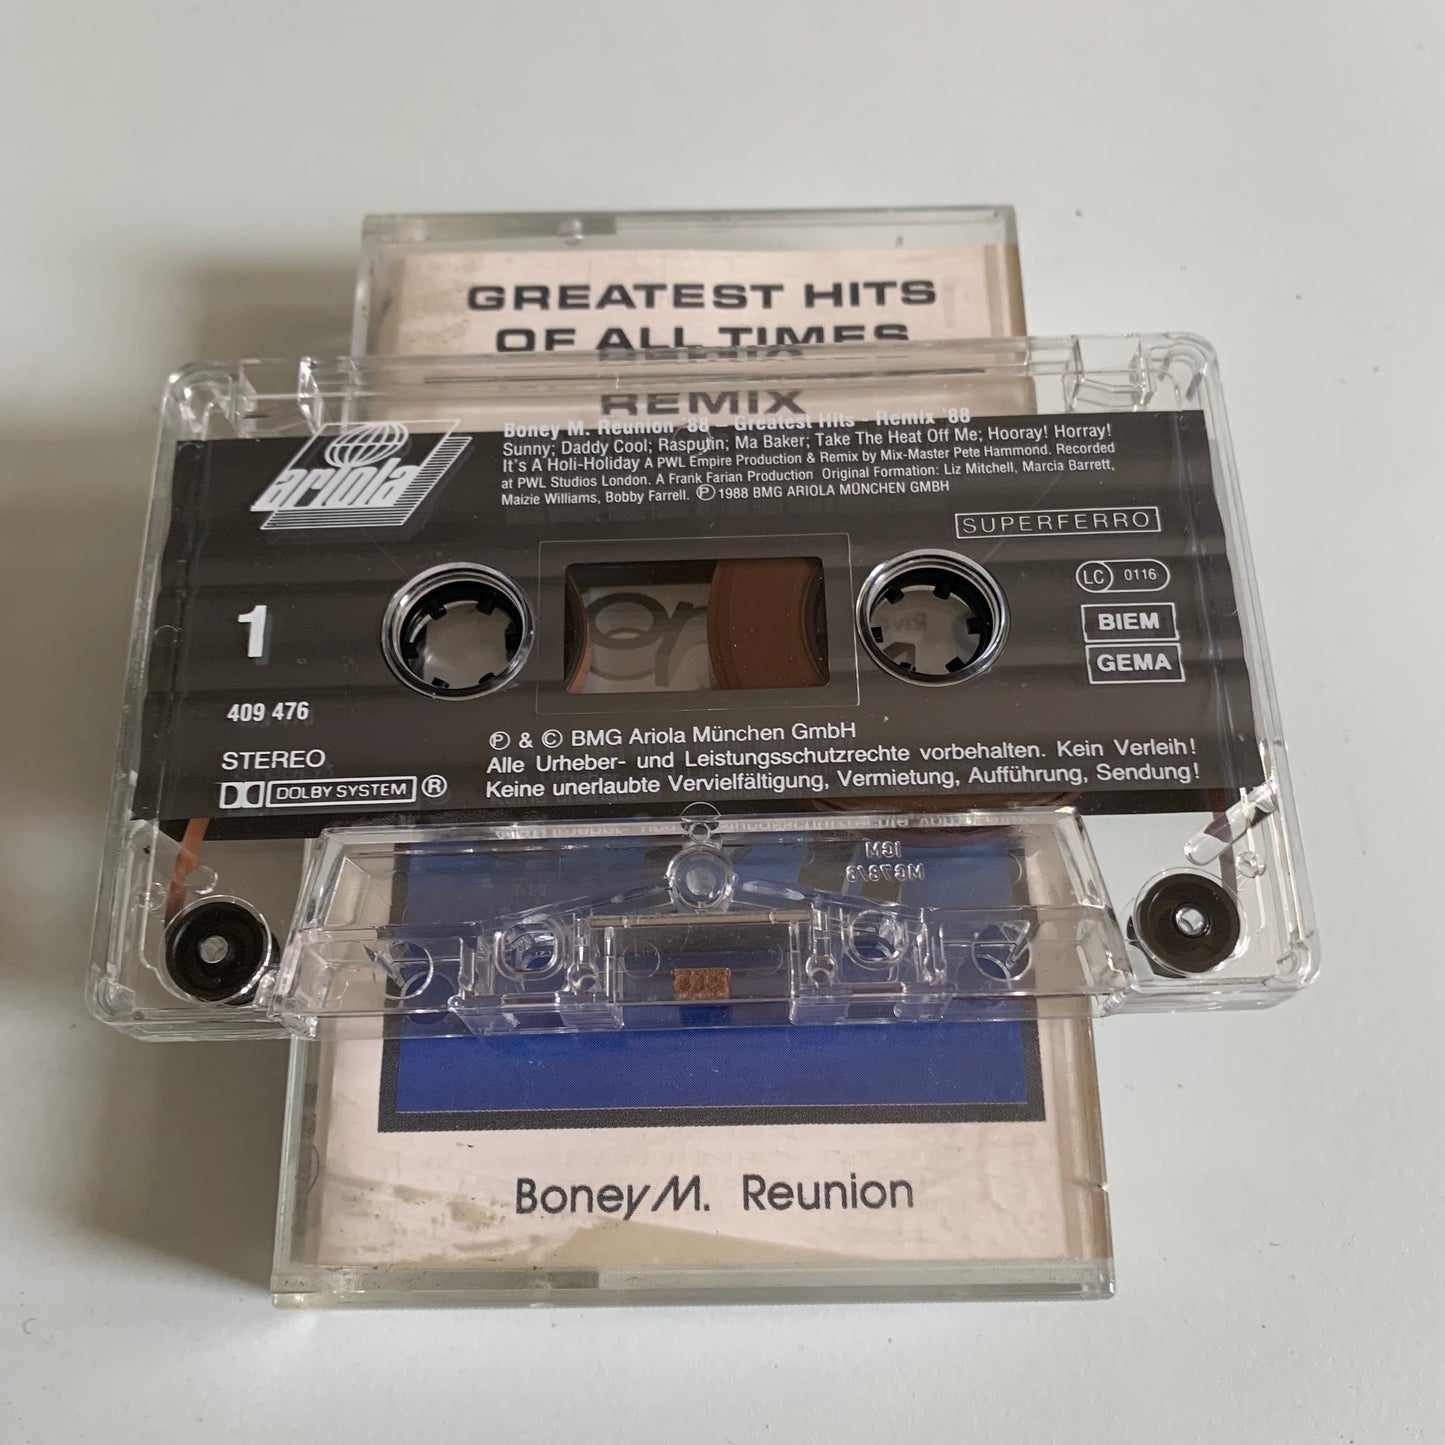 GREATEST HITS
OF ALL TIMES
REMIX
ariola
Boney M. Reunion '88 – Greatest Hits - Remix '88
Sunny; Daddy Cool; Rasputin; Ma Baker; Take The Heat Off Me; Hooray! Horray!
It's A Holi-Holiday A PWL Empire Production & Remix by Mix-Master Pete Hammond. Recorded
at PWL Studios London. A Frank Farian Production Original Formation: Liz Mitchell, Marcia Barrett,
Maizie Williams, Bobby Farrell. ℗ 1988 BMG ARIOLA MÜNCHEN GMBH
SUPERFERRO
LC 0116
BIEM
GEMA
1
409 476
STEREO
DOLBY SYSTEM ®
℗ & © BMG Ariola München GmbH
Alle Urheber- und Leistungsschutzrechte vorbehalten. Kein Verleih!
Keine unerlaubte Vervielfältigung, Vermietung, Aufführung, Sendung!
ICM
Boney M. Reunion